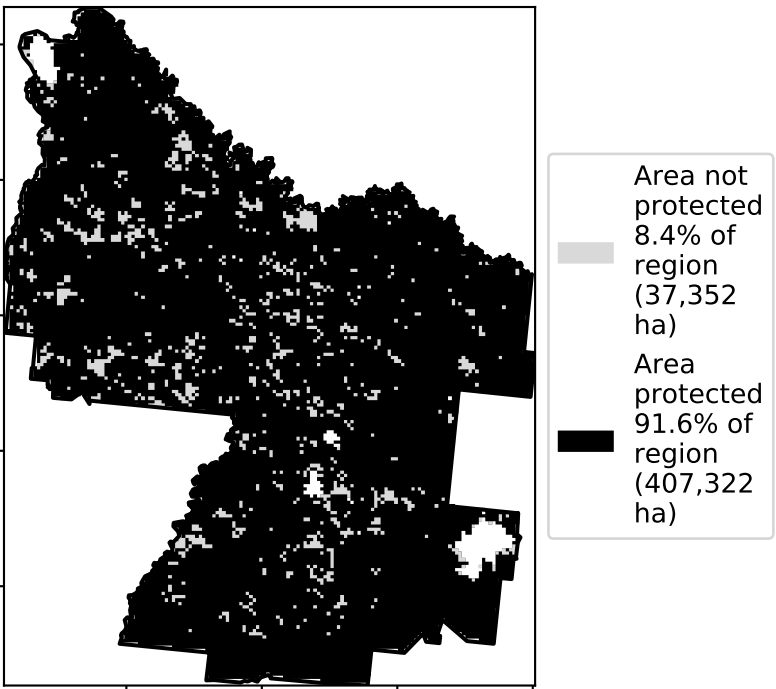 Area not
protected
8.4% of
region
(37,352
ha)
Area
protected
91.6% of
region
(407,322
ha)